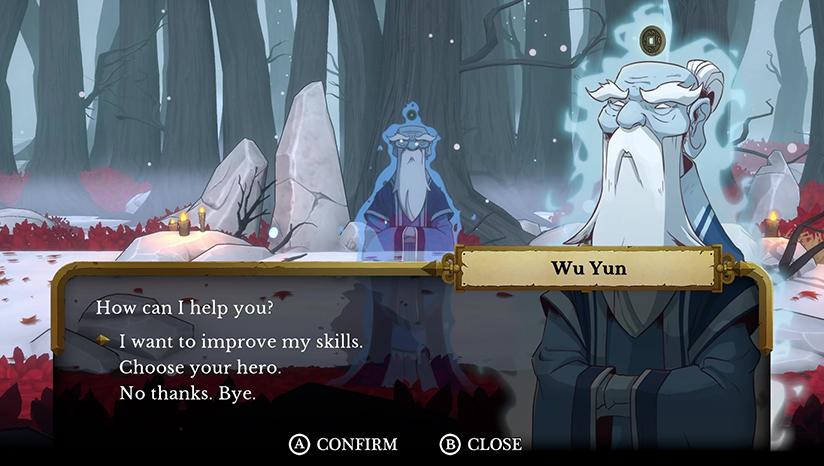 Wu Yun
How can I help you?
I want to improve my skills.
Choose your hero.
No thanks. Bye.
A CONFIRM B CLOSE